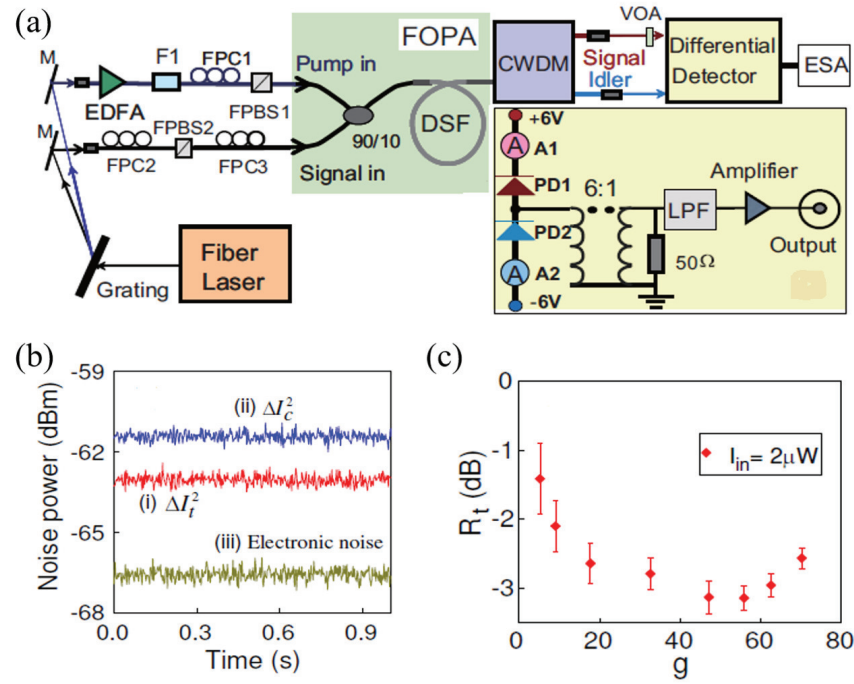 (a)
M
EDFA
F1
FPC1
FPBS1
Pump in
FOPA
M
FPC2
FPBS2
FPC3
Signal in
90/10
DSF
Grating
Fiber
Laser
CWDM
VOA
Signal
Idler
Differential
Detector
ESA
+6V
A A1
PD1
PD2
A A2
-6V
6:1
50Ω
LPF
Amplifier
Output
(b)
Noise power (dBm)
-59
-62
-65
-68
(ii) ΔI_c^2
(i) ΔI_t^2
(iii) Electronic noise
0.0 0.3 0.6 0.9
Time (s)
(c)
R_t (dB)
0
-1
-2
-3
I_in= 2μW
0 20 40 60 80
g